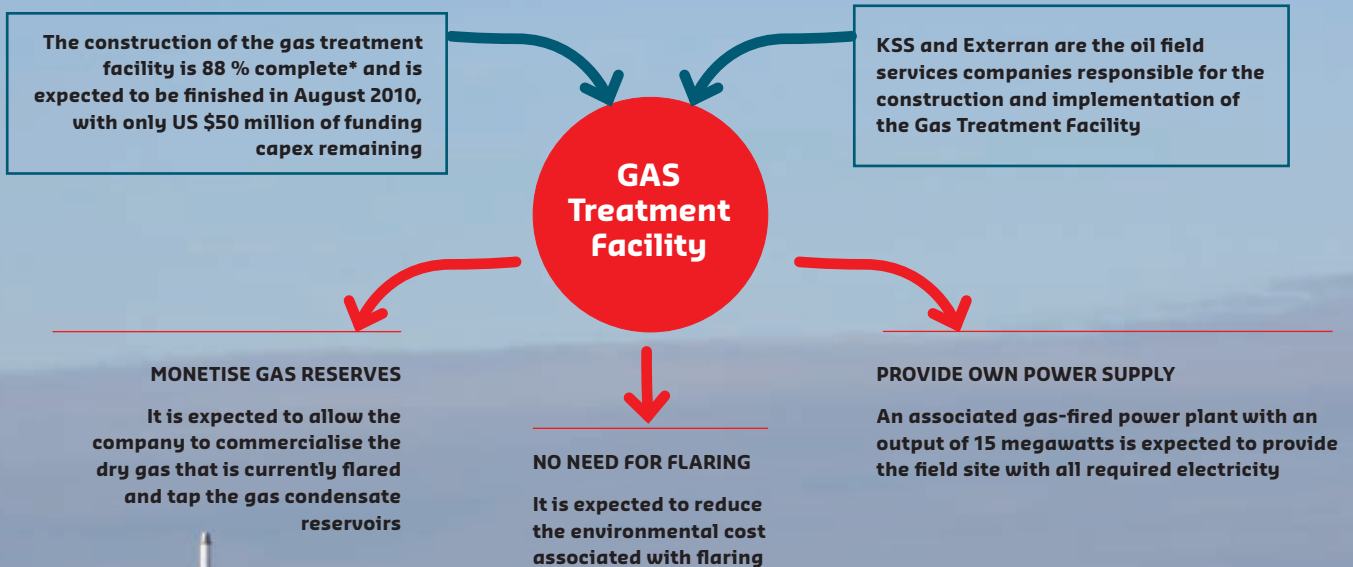 The construction of the gas treatment
facility is 88 % complete* and is
expected to be finished in August 2010,
with only US $50 million of funding
capex remaining
KSS and Exterran are the oil field
services companies responsible for the
construction and implementation of
the Gas Treatment Facility
GAS
Treatment
Facility
MONETISE GAS RESERVES
It is expected to allow the
company to commercialise the
dry gas that is currently flared
and tap the gas condensate
reservoirs
NO NEED FOR FLARING
It is expected to reduce
the environmental cost
associated with flaring
PROVIDE OWN POWER SUPPLY
An associated gas-fired power plant with an
output of 15 megawatts is expected to provide
the field site with all required electricity